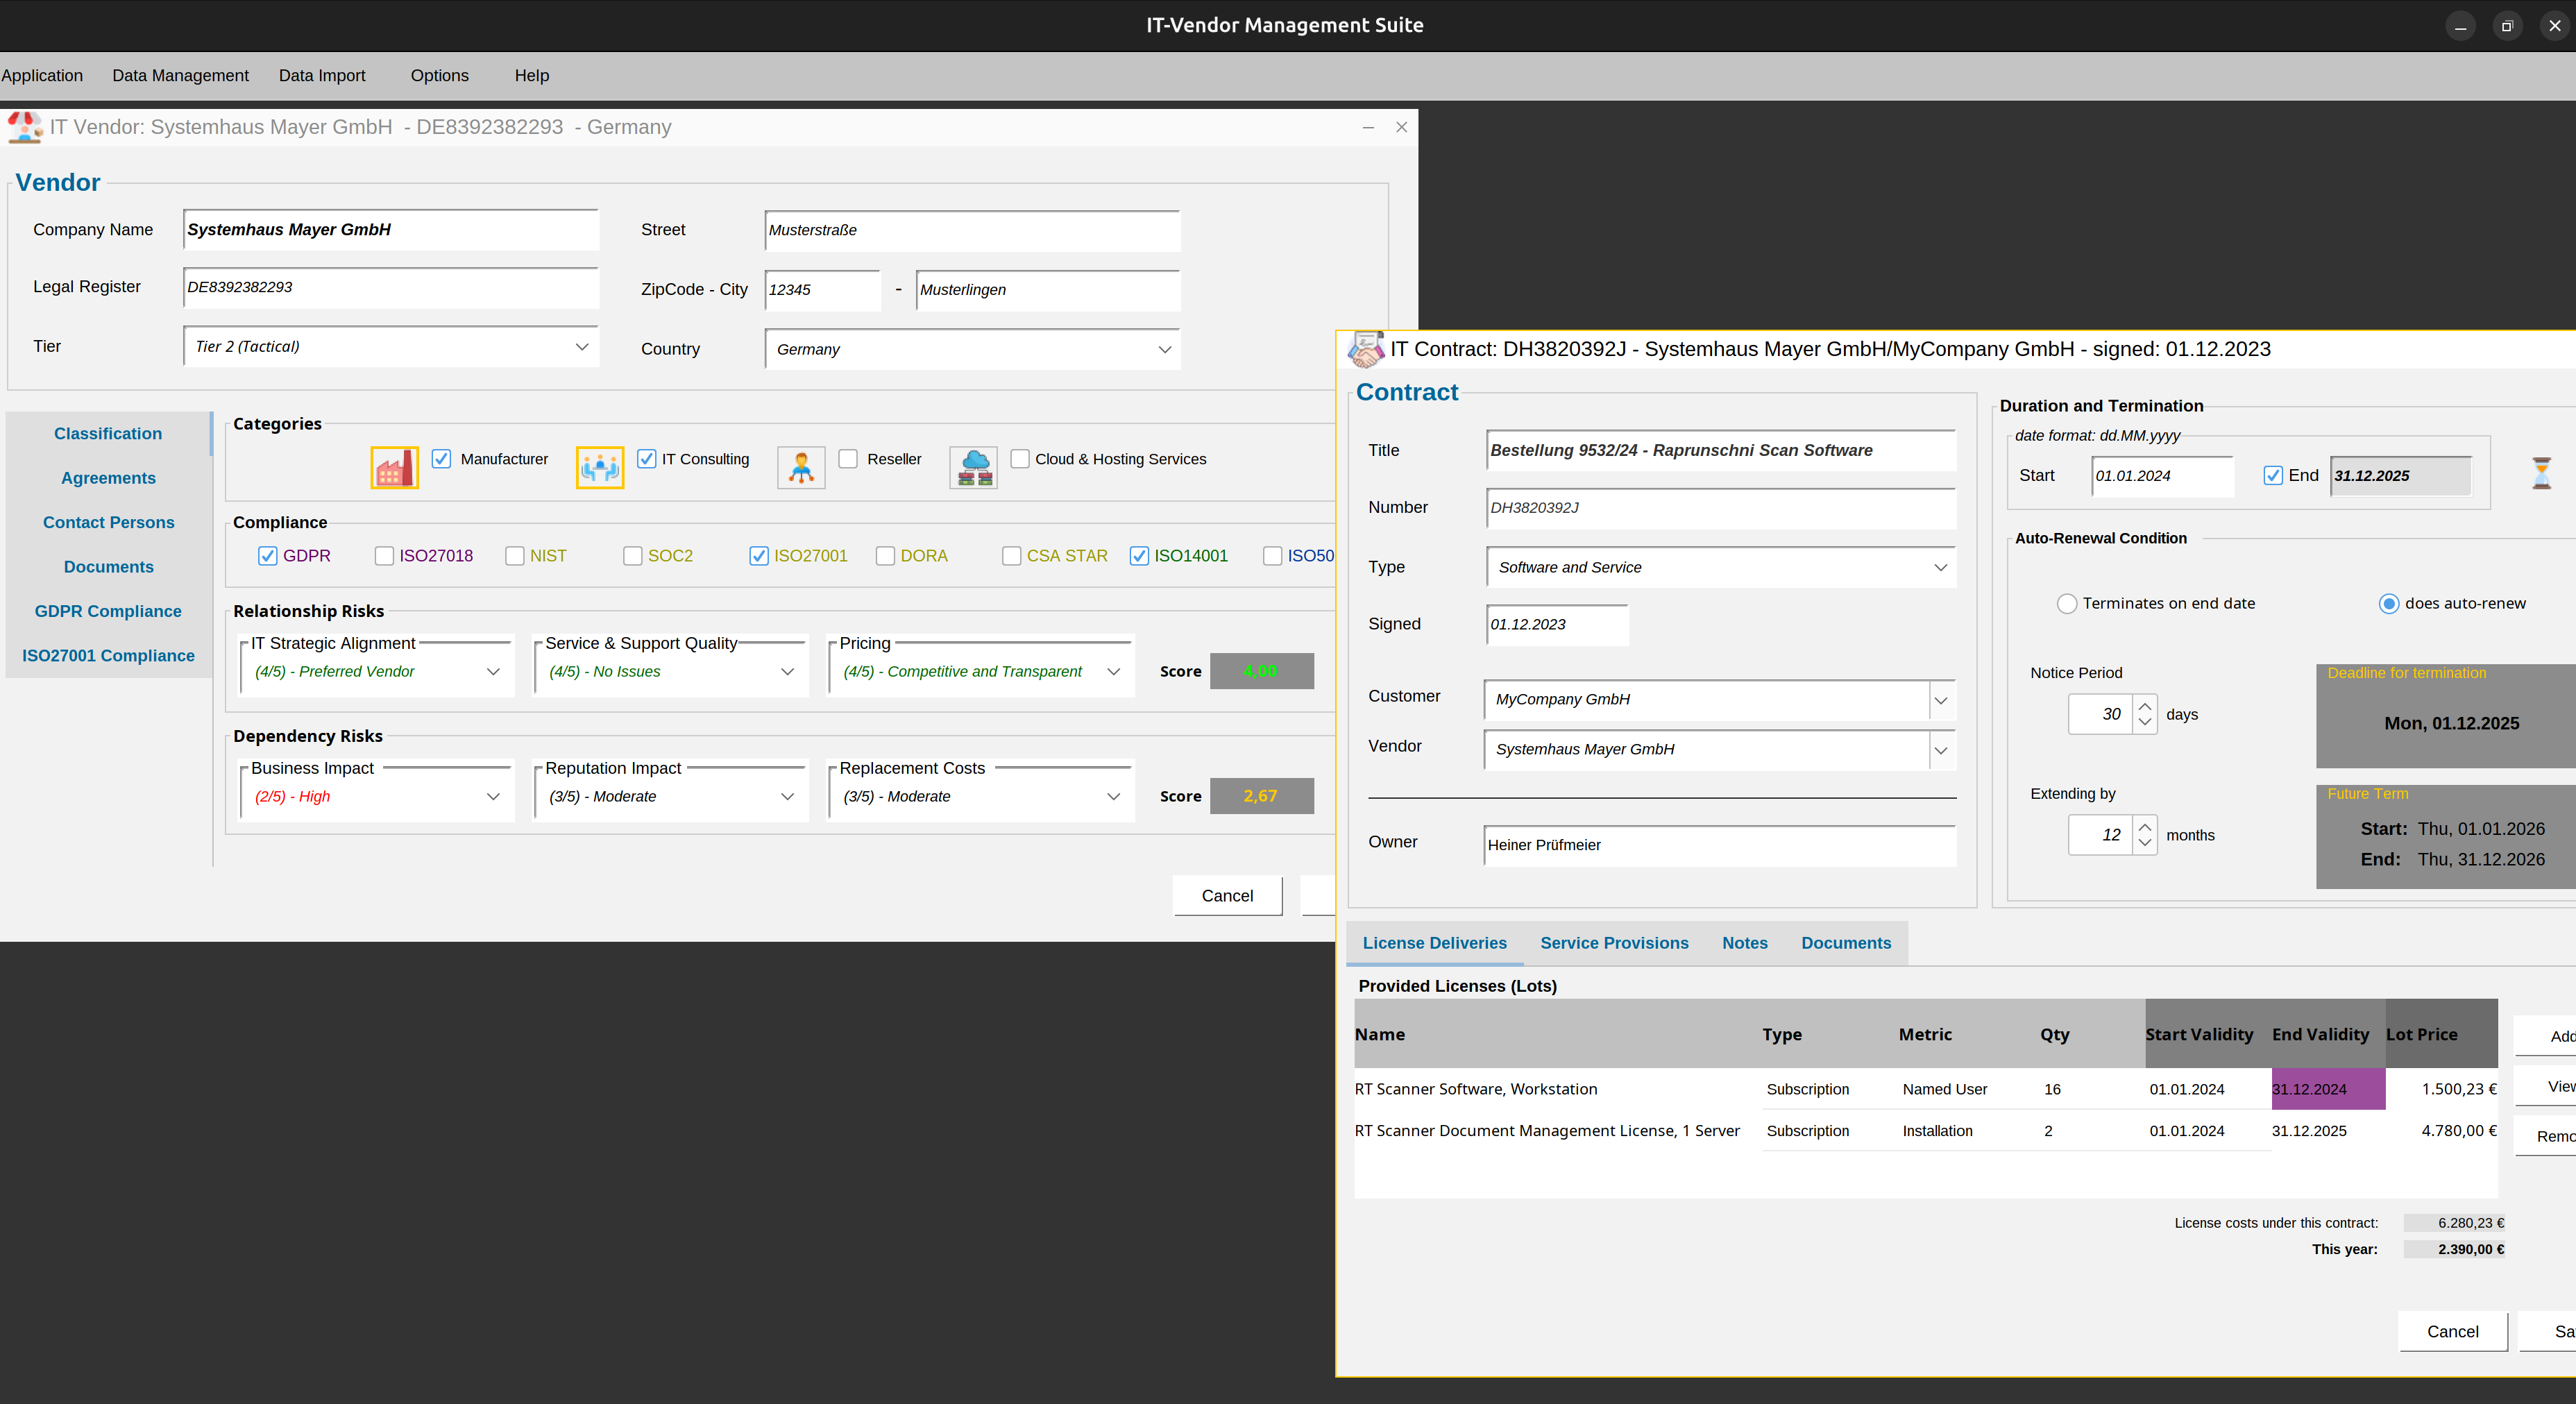 IT-Vendor Management Suite
Application Data Management Data Import Options Help
IT Vendor: Systemhaus Mayer GmbH - DE8392382293 - Germany
Vendor
Company Name Systemhaus Mayer GmbH Street Musterstraße
Legal Register DE8392382293 ZipCode - City 12345 - Musterlingen
Tier Tier 2 (Tactical) Country Germany
Classification
Agreements
Contact Persons
Documents
GDPR Compliance
ISO27001 Compliance
Categories
Manufacturer IT Consulting Reseller Cloud & Hosting Services
Compliance
GDPR ISO27018 NIST SOC2 ISO27001 DORA CSA STAR ISO14001 ISO50
Relationship Risks
IT Strategic Alignment Service & Support Quality Pricing
(4/5) - Preferred Vendor (4/5) - No Issues (4/5) - Competitive and Transparent Score 4,00
Dependency Risks
Business Impact Reputation Impact Replacement Costs
(2/5) - High (3/5) - Moderate (3/5) - Moderate Score 2,67
Cancel
IT Contract: DH3820392J - Systemhaus Mayer GmbH/MyCompany GmbH - signed: 01.12.2023
Contract
Title Bestellung 9532/24 - Raprunschni Scan Software
Number DH3820392J
Type Software and Service
Signed 01.12.2023
Customer MyCompany GmbH
Vendor Systemhaus Mayer GmbH
Owner Heiner Prüfmeier
Duration and Termination
date format: dd.MM.yyyy
Start 01.01.2024 End 31.12.2025
Auto-Renewal Condition
Terminates on end date does auto-renew
Notice Period
30 days
Deadline for termination
Mon, 01.12.2025
Extending by
12 months
Future Term
Start: Thu, 01.01.2026
End: Thu, 31.12.2026
License Deliveries Service Provisions Notes Documents
Provided Licenses (Lots)
Name Type Metric Qty Start Validity End Validity Lot Price
RT Scanner Software, Workstation Subscription Named User 16 01.01.2024 31.12.2024 1.500,23 €
RT Scanner Document Management License, 1 Server Subscription Installation 2 01.01.2024 31.12.2025 4.780,00 €
Add
View
Remo
License costs under this contract: 6.280,23 €
This year: 2.390,00 €
Cancel Sa